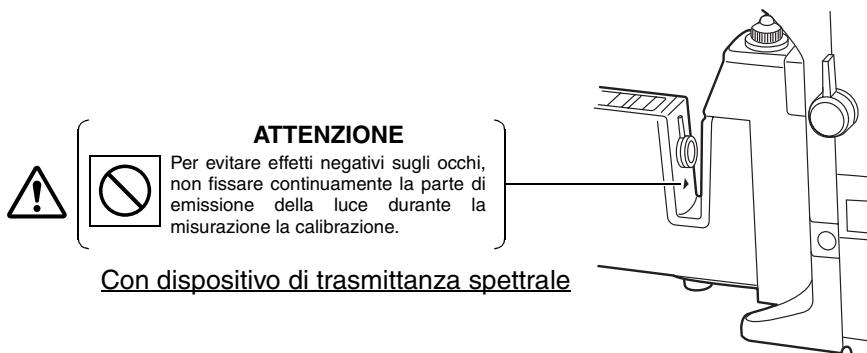 ATTENZIONE
Per evitare effetti negativi sugli occhi,
non fissare continuamente la parte di
emissione della luce durante la
misurazione la calibrazione.
Con dispositivo di trasmittanza spettrale